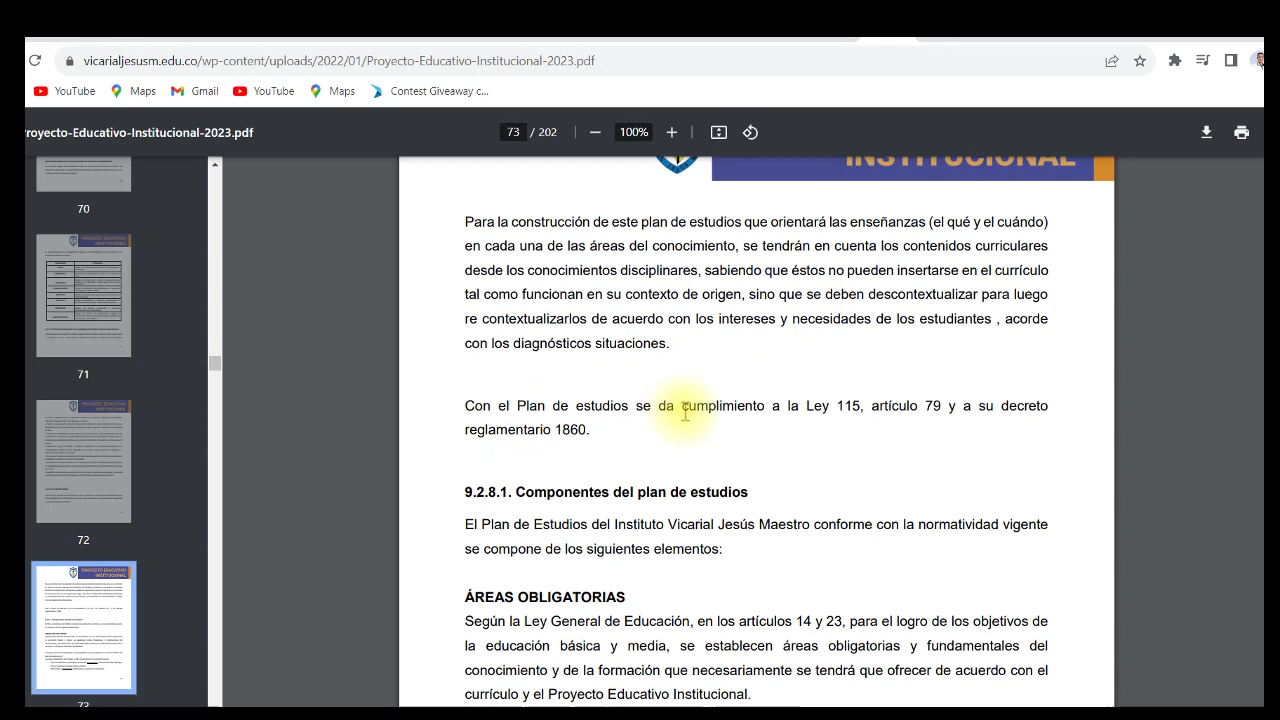 vicarialjesusm.edu.co/wp-content/uploads/2022/01/Proyecto-Educativo-Institucional-2023.pdf
YouTube Maps Gmail YouTube Maps Contest Giveaway c...
royecto-Educativo-Institucional-2023.pdf 73 / 202 100%
INSTITUCIONAL
70
71
72
PROYECTO EDUCATIVO
INSTITUCIONAL
73
Para la construcción de este plan de estudios que orientará las enseñanzas (el qué y el cuándo)
en cada una de las áreas del conocimiento, se tendrán en cuenta los contenidos curriculares
desde los conocimientos disciplinares, sabiendo que éstos no pueden insertarse en el currículo
tal como funcionan en su contexto de origen, sino que se deben descontextualizar para luego
re contextualizarlos de acuerdo con los intereses y necesidades de los estudiantes , acorde
con los diagnósticos situaciones.
Con el Plan de estudios se da cumplimiento a la Ley 115, artículo 79 y a su decreto
reglamentario 1860.
9.2.8.1. Componentes del plan de estudios
El Plan de Estudios del Instituto Vicarial Jesús Maestro conforme con la normatividad vigente
se compone de los siguientes elementos:
ÁREAS OBLIGATORIAS
Según la Ley General de Educación, en los artículos 14 y 23, para el logro de los objetivos de
la educación básica y media, se establecen áreas obligatorias y fundamentales del
conocimiento y de la formación que necesariamente se tendrá que ofrecer de acuerdo con el
currículo y el Proyecto Educativo Institucional.